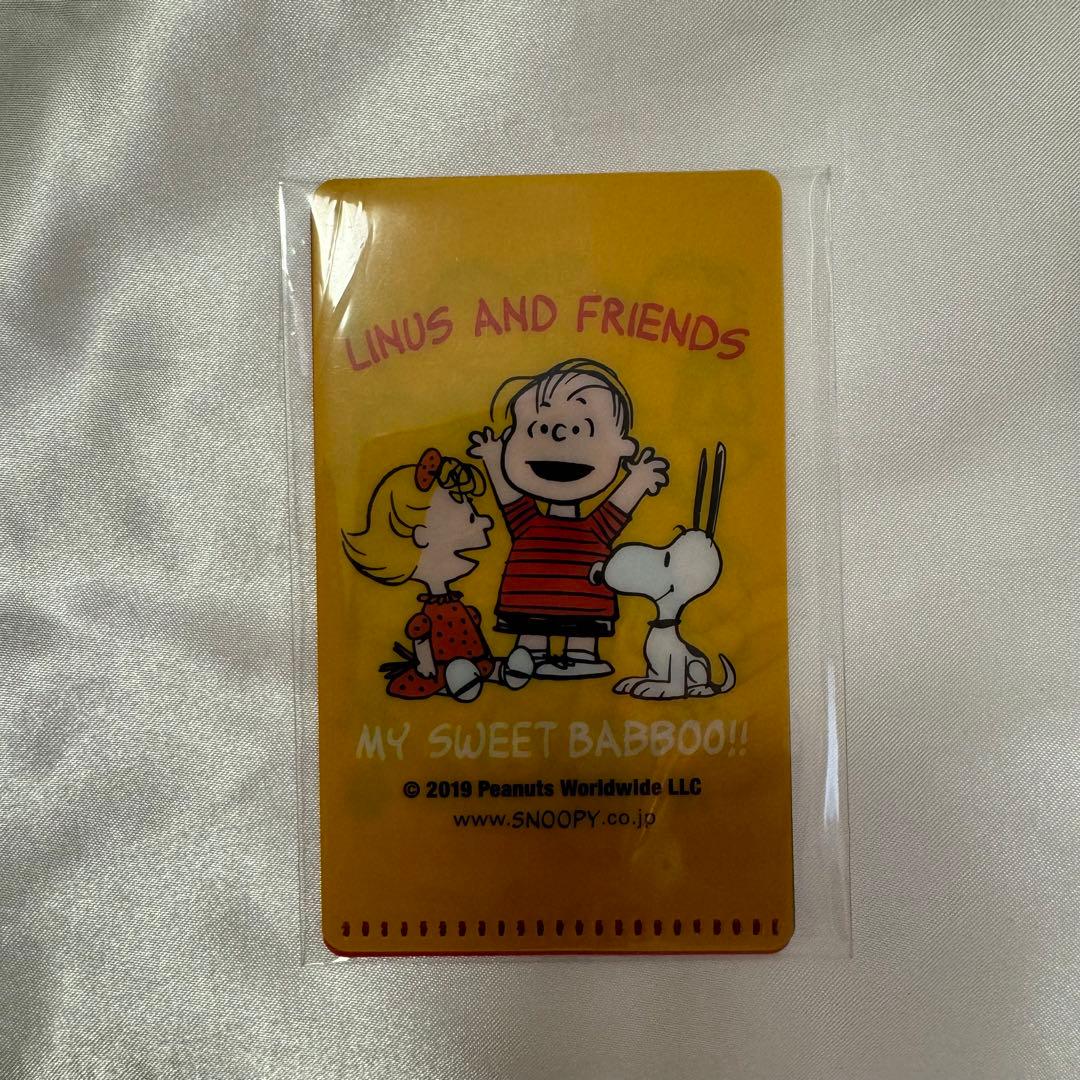 LINUS AND FRIENDS
MY SWEET BABBOO!!
© 2019 Peanuts Worldwide LLC
www.SNOOPY.co.jp